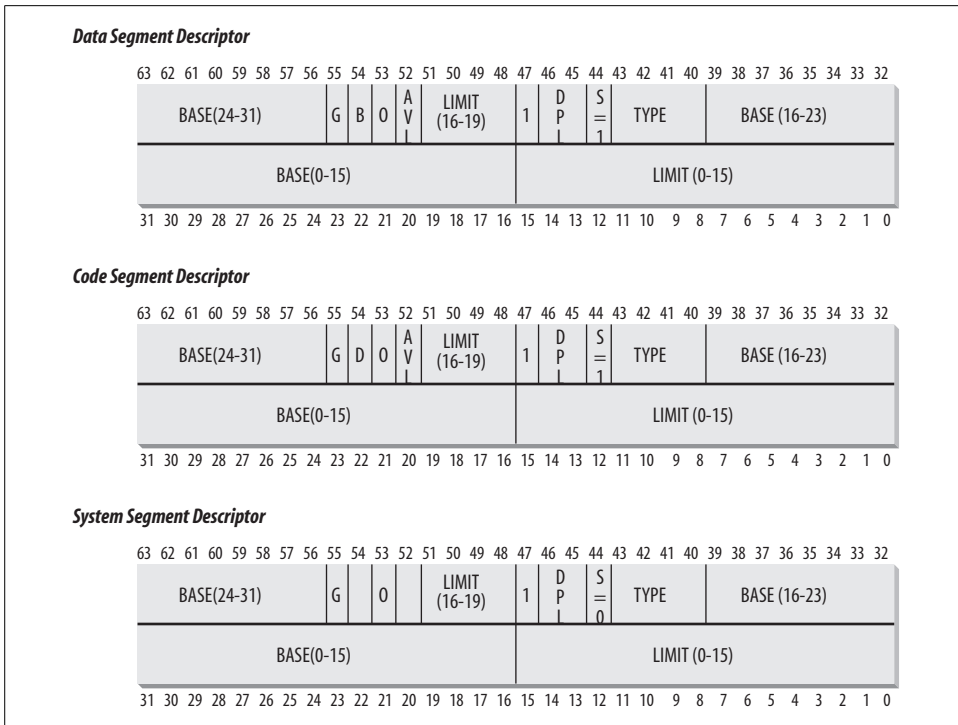 Data Segment Descriptor
63 62 61 60 59 58 57 56 55 54 53 52 51 50 49 48 47 46 45 44 43 42 41 40 39 38 37 36 35 34 33 32
BASE(24-31) G B 0 AVL LIMIT (16-19) 1 DPL S=1 TYPE BASE (16-23)
BASE(0-15) LIMIT (0-15)
31 30 29 28 27 26 25 24 23 22 21 20 19 18 17 16 15 14 13 12 11 10 9 8 7 6 5 4 3 2 1 0
Code Segment Descriptor
63 62 61 60 59 58 57 56 55 54 53 52 51 50 49 48 47 46 45 44 43 42 41 40 39 38 37 36 35 34 33 32
BASE(24-31) G D 0 AVL LIMIT (16-19) 1 DPL S=1 TYPE BASE (16-23)
BASE(0-15) LIMIT (0-15)
31 30 29 28 27 26 25 24 23 22 21 20 19 18 17 16 15 14 13 12 11 10 9 8 7 6 5 4 3 2 1 0
System Segment Descriptor
63 62 61 60 59 58 57 56 55 54 53 52 51 50 49 48 47 46 45 44 43 42 41 40 39 38 37 36 35 34 33 32
BASE(24-31) G 0 LIMIT (16-19) 1 DPL S=0 TYPE BASE (16-23)
BASE(0-15) LIMIT (0-15)
31 30 29 28 27 26 25 24 23 22 21 20 19 18 17 16 15 14 13 12 11 10 9 8 7 6 5 4 3 2 1 0